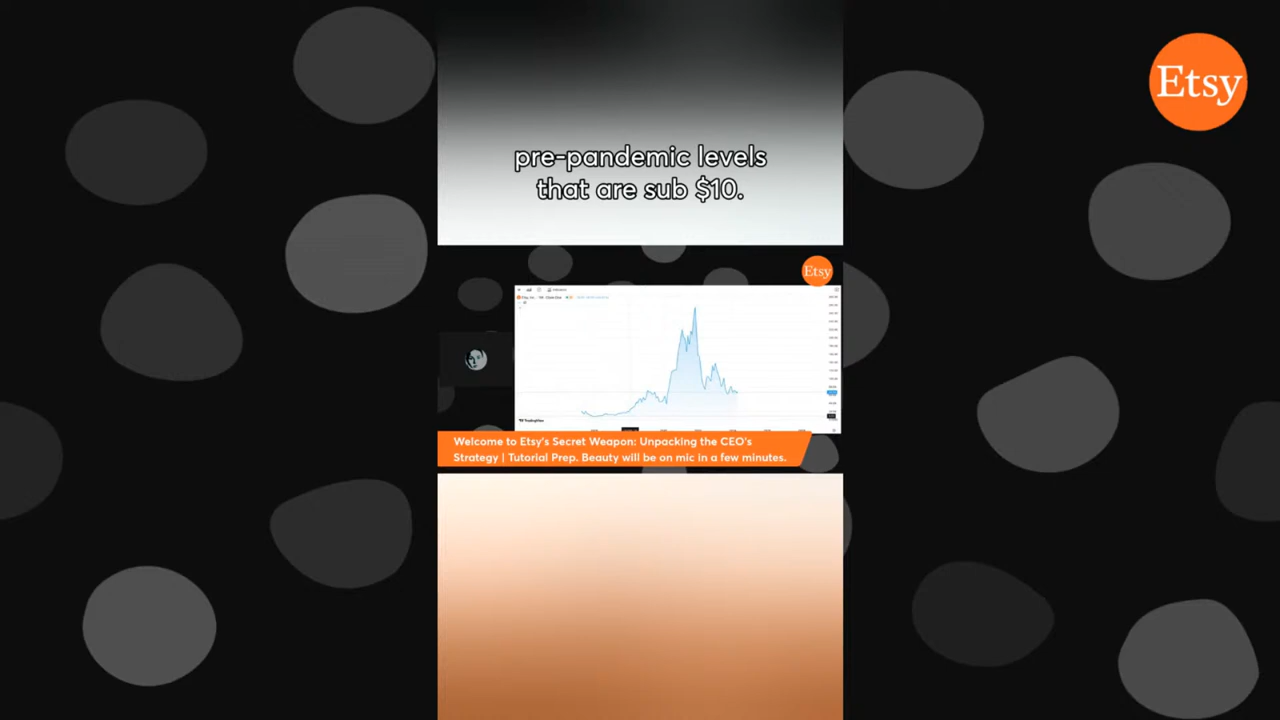 Etsy
pre-pandemic levels
that are sub $10.
Etsy
TradingView
Welcome to Etsy's Secret Weapon: Unpacking the CEO's
Strategy | Tutorial Prep. Beauty will be on mic in a few minutes.